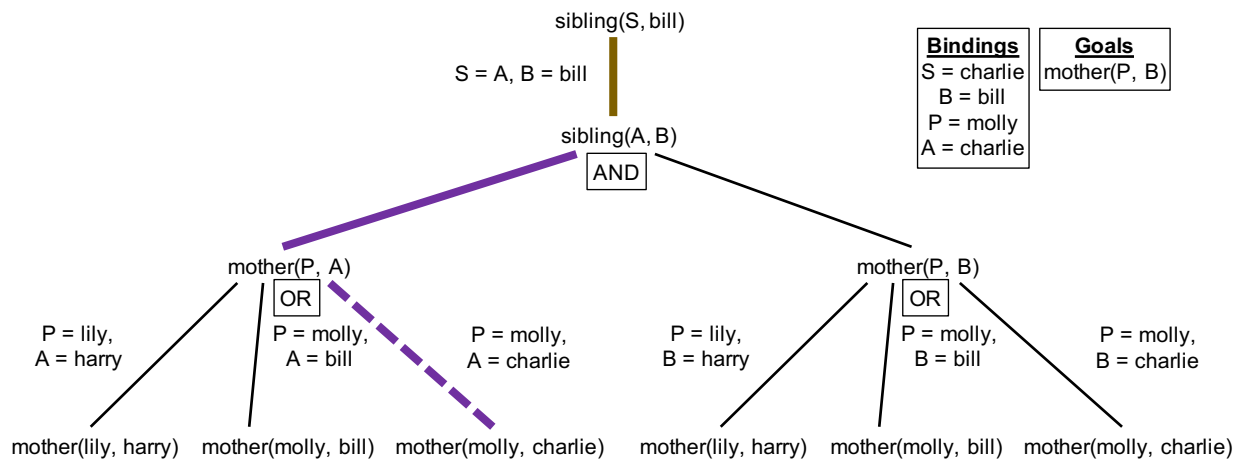 sibling(S, bill)
S = A, B = bill
sibling(A, B)
AND
Bindings
S = charlie
B = bill
P = molly
A = charlie
Goals
mother(P, B)
mother(P, A)
OR
P = lily,
A = harry
P = molly,
A = bill
P = molly,
A = charlie
mother(lily, harry)
mother(molly, bill)
mother(molly, charlie)
mother(P, B)
OR
P = lily,
B = harry
P = molly,
B = bill
P = molly,
B = charlie
mother(lily, harry)
mother(molly, bill)
mother(molly, charlie)